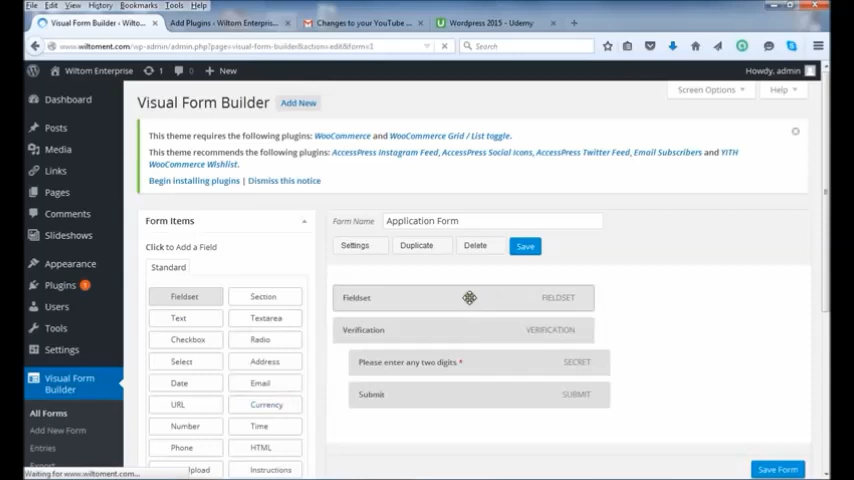 File Edit View History Bookmarks Tools Help
Visual Form Builder ‹ Wilto... × Add Plugins ‹ Wiltom Enterprise... × Changes to your YouTube ... × Wordpress 2015 - Udemy ×
www.wiltoment.com/wp-admin/admin.php?page=visual-form-builder&action=edit&form=1 Search
Wiltom Enterprise 1 + New Howdy, admin
Screen Options Help
Dashboard
Posts
Media
Links
Pages
Comments
Slideshows
Appearance
Plugins
Users
Tools
Settings
Visual Form
Builder
All Forms
Add New Form
Entries
Export
Visual Form Builder Add New
This theme requires the following plugins: WooCommerce and WooCommerce Grid / List toggle.
This theme recommends the following plugins: AccessPress Instagram Feed, AccessPress Social Icons, AccessPress Twitter Feed, Email Subscribers and YITH
WooCommerce Wishlist.
Begin installing plugins | Dismiss this notice
Form Items
Click to Add a Field
Standard
Fieldset Section
Text Textarea
Checkbox Radio
Select Address
Date Email
URL Currency
Number Time
Phone HTML
Upload Instructions
Form Name Application Form
Settings Duplicate Delete Save
Fieldset FIELDSET
Verification VERIFICATION
Please enter any two digits * SECRET
Submit SUBMIT
Save Form
Waiting for www.wiltoment.com...